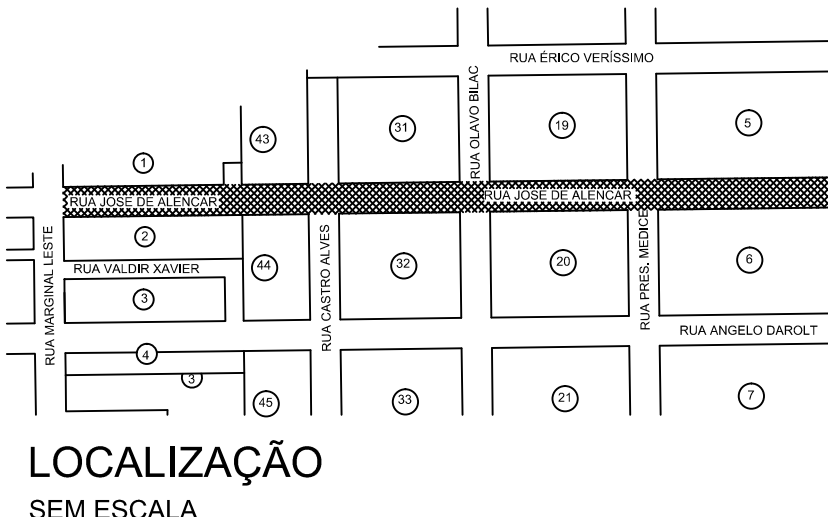 RUA ÉRICO VERÍSSIMO
RUA OLAVO BILAC
31
19
5
43
1
RUA JOSE DE ALENCAR
RUA JOSE DE ALENCAR
2
RUA MARGINAL LESTE
RUA VALDIR XAVIER
44
RUA CASTRO ALVES
32
20
RUA PRES. MEDICE
6
3
RUA ANGELO DAROLT
4
3
45
33
21
7
LOCALIZAÇÃO
SEM ESCALA